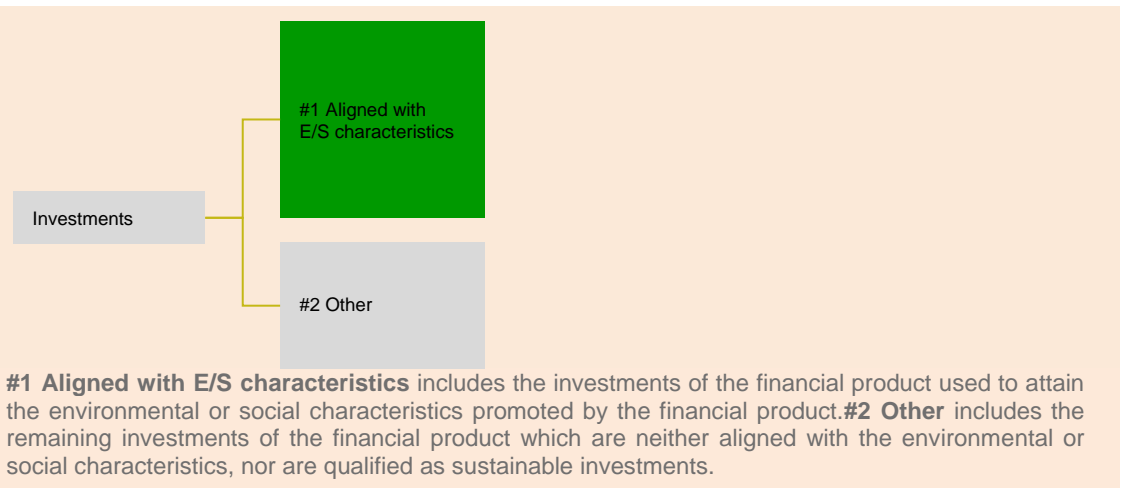 #1 Aligned with
E/S characteristics
Investments
#2 Other
#1 Aligned with E/S characteristics includes the investments of the financial product used to attain
the environmental or social characteristics promoted by the financial product.#2 Other includes the
remaining investments of the financial product which are neither aligned with the environmental or
social characteristics, nor are qualified as sustainable investments.